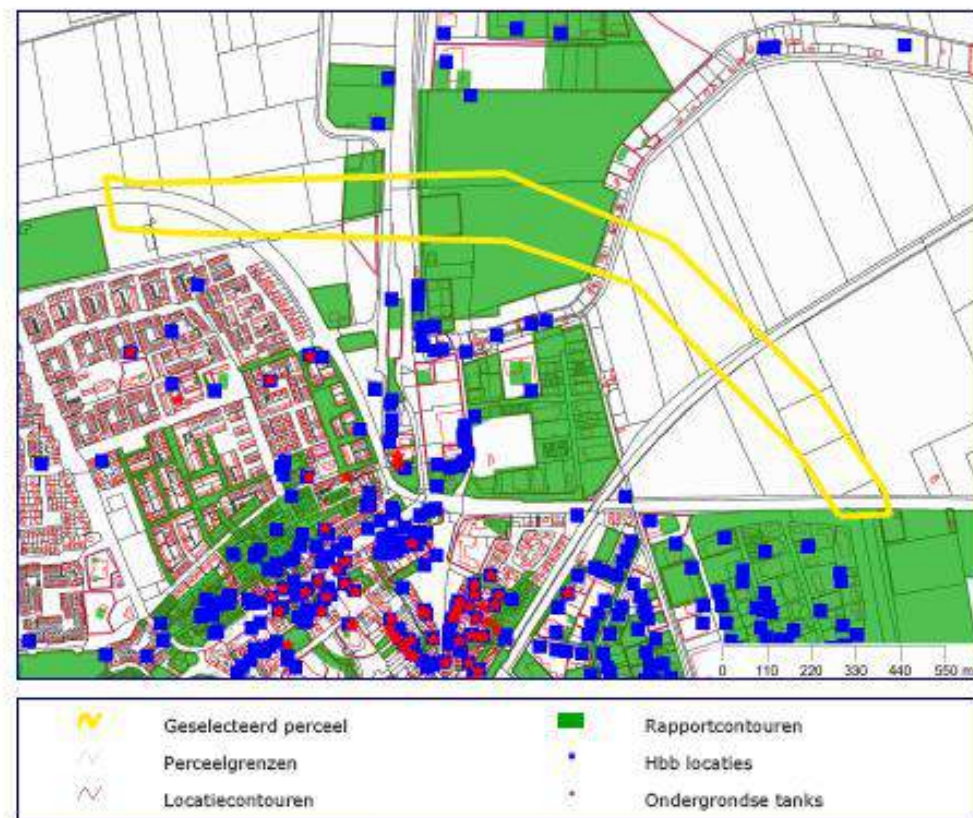 0 110 220 330 440 550 m
Geselecteerd perceel
Perceelgrenzen
Locatiecontouren
Rapportcontouren
Hbb locaties
Ondergrondse tanks